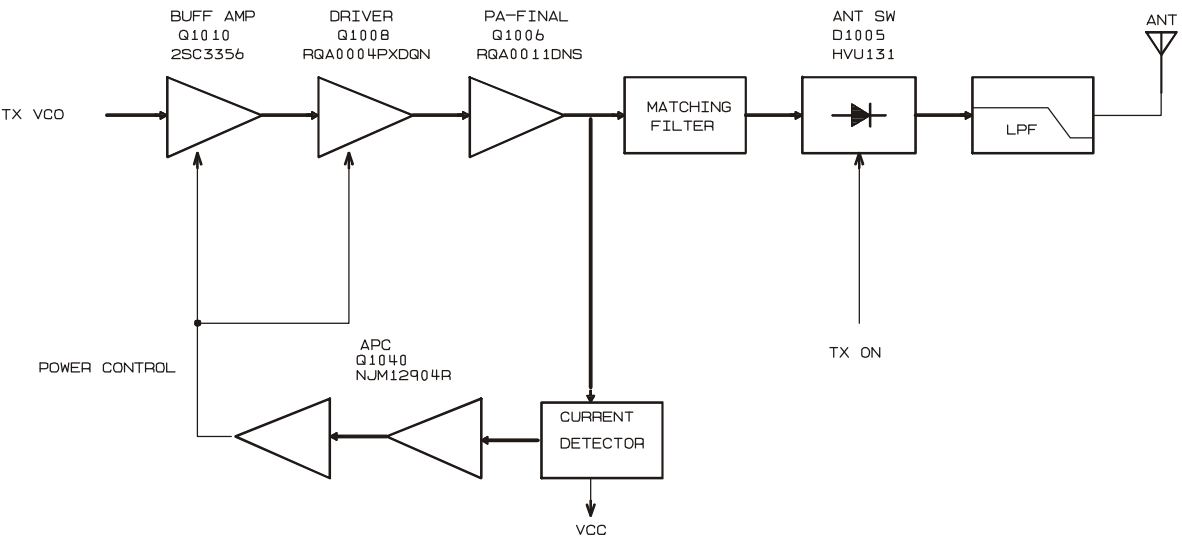 BUFF AMP
Q1010
2SC3356
DRIVER
Q1008
RQA0004PXDQN
PA-FINAL
Q1006
RQA0011DNS
ANT SW
D1005
HVU131
ANT
TX VCO
MATCHING
FILTER
LPF
TX ON
POWER CONTROL
APC
Q1040
NJM12904R
CURRENT
DETECTOR
VCC